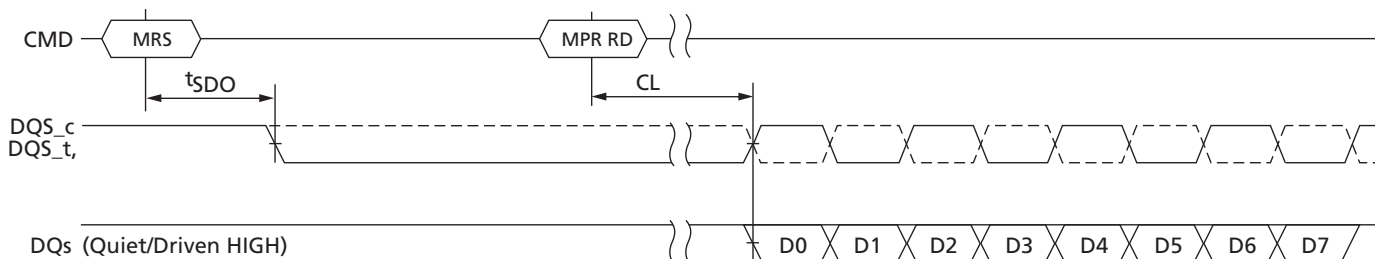 CMD MRS MPR RD
tSDO CL
DQS_c
DQS_t,
DQs (Quiet/Driven HIGH) D0 D1 D2 D3 D4 D5 D6 D7